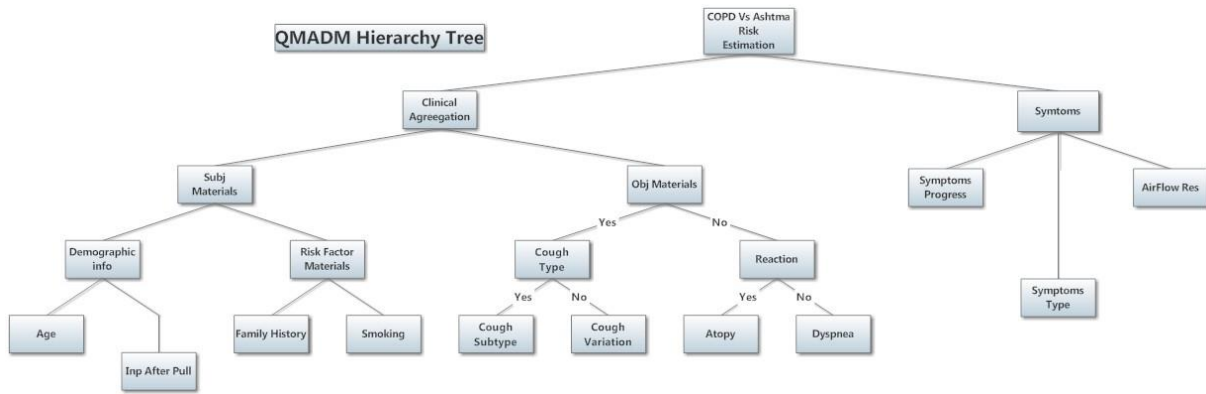 COPD Vs Ashtma
Risk
Estimation
QMADM Hierarchy Tree
Clinical
Agreegation
Symtoms
Subj
Materials
Obj Materials
Symptoms
Progress
AirFlow Res
Yes
No
Demographic
info
Risk Factor
Materials
Cough
Type
Reaction
Symptoms
Type
Yes
No
Yes
No
Age
Family History
Smoking
Cough
Subtype
Cough
Variation
Atopy
Dyspnea
Inp After Pull